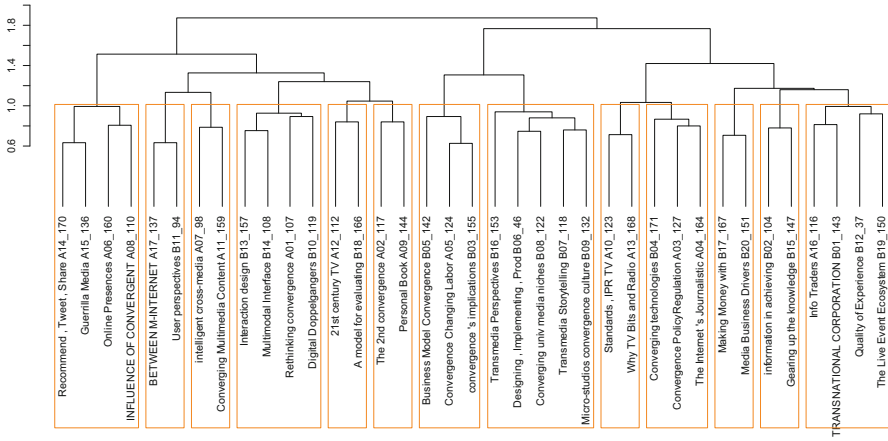 1.8
1.4
1.0
0.6
Recommend , Tweet , Share A14_170
Guerrilla Media A15_136
Online Presences A06_160
INFLUENCE OF CONVERGENT A08_110
BETWEEN M-INTERNET A17_137
User perspectives B11_94
intelligent cross-media A07_98
Converging Multimedia Content A11_159
Interaction design B13_157
Multimodal Interface B14_108
Rethinking convergence A01_107
Digital Doppelgangers B10_119
21st century TV A12_112
A model for evaluating B18_166
The 2nd convergence A02_117
Personal Book A09_144
Business Model Convergence B05_142
Convergence Changing Labor A05_124
convergence 's implications B03_155
Transmedia Perspectives B16_153
Designing , Implementing , Prod B06_46
Converging univ media niches B08_122
Transmedia Storytelling B07_118
Micro-studios convergence culture B09_132
Standards , IPR TV A10_123
Why TV Bits and Radio A13_168
Converging technologies B04_171
Convergence PolicyRegulation A03_127
The Internet 's Journalistic A04_164
Making Money with B17_167
Media Business Drivers B20_151
information in achieving B02_104
Gearing up the knowledge B15_147
Info Traders A16_116
TRANSNATIONAL CORPORATION B01_143
Quality of Experience B12_37
The Live Event Ecosystem B19_150